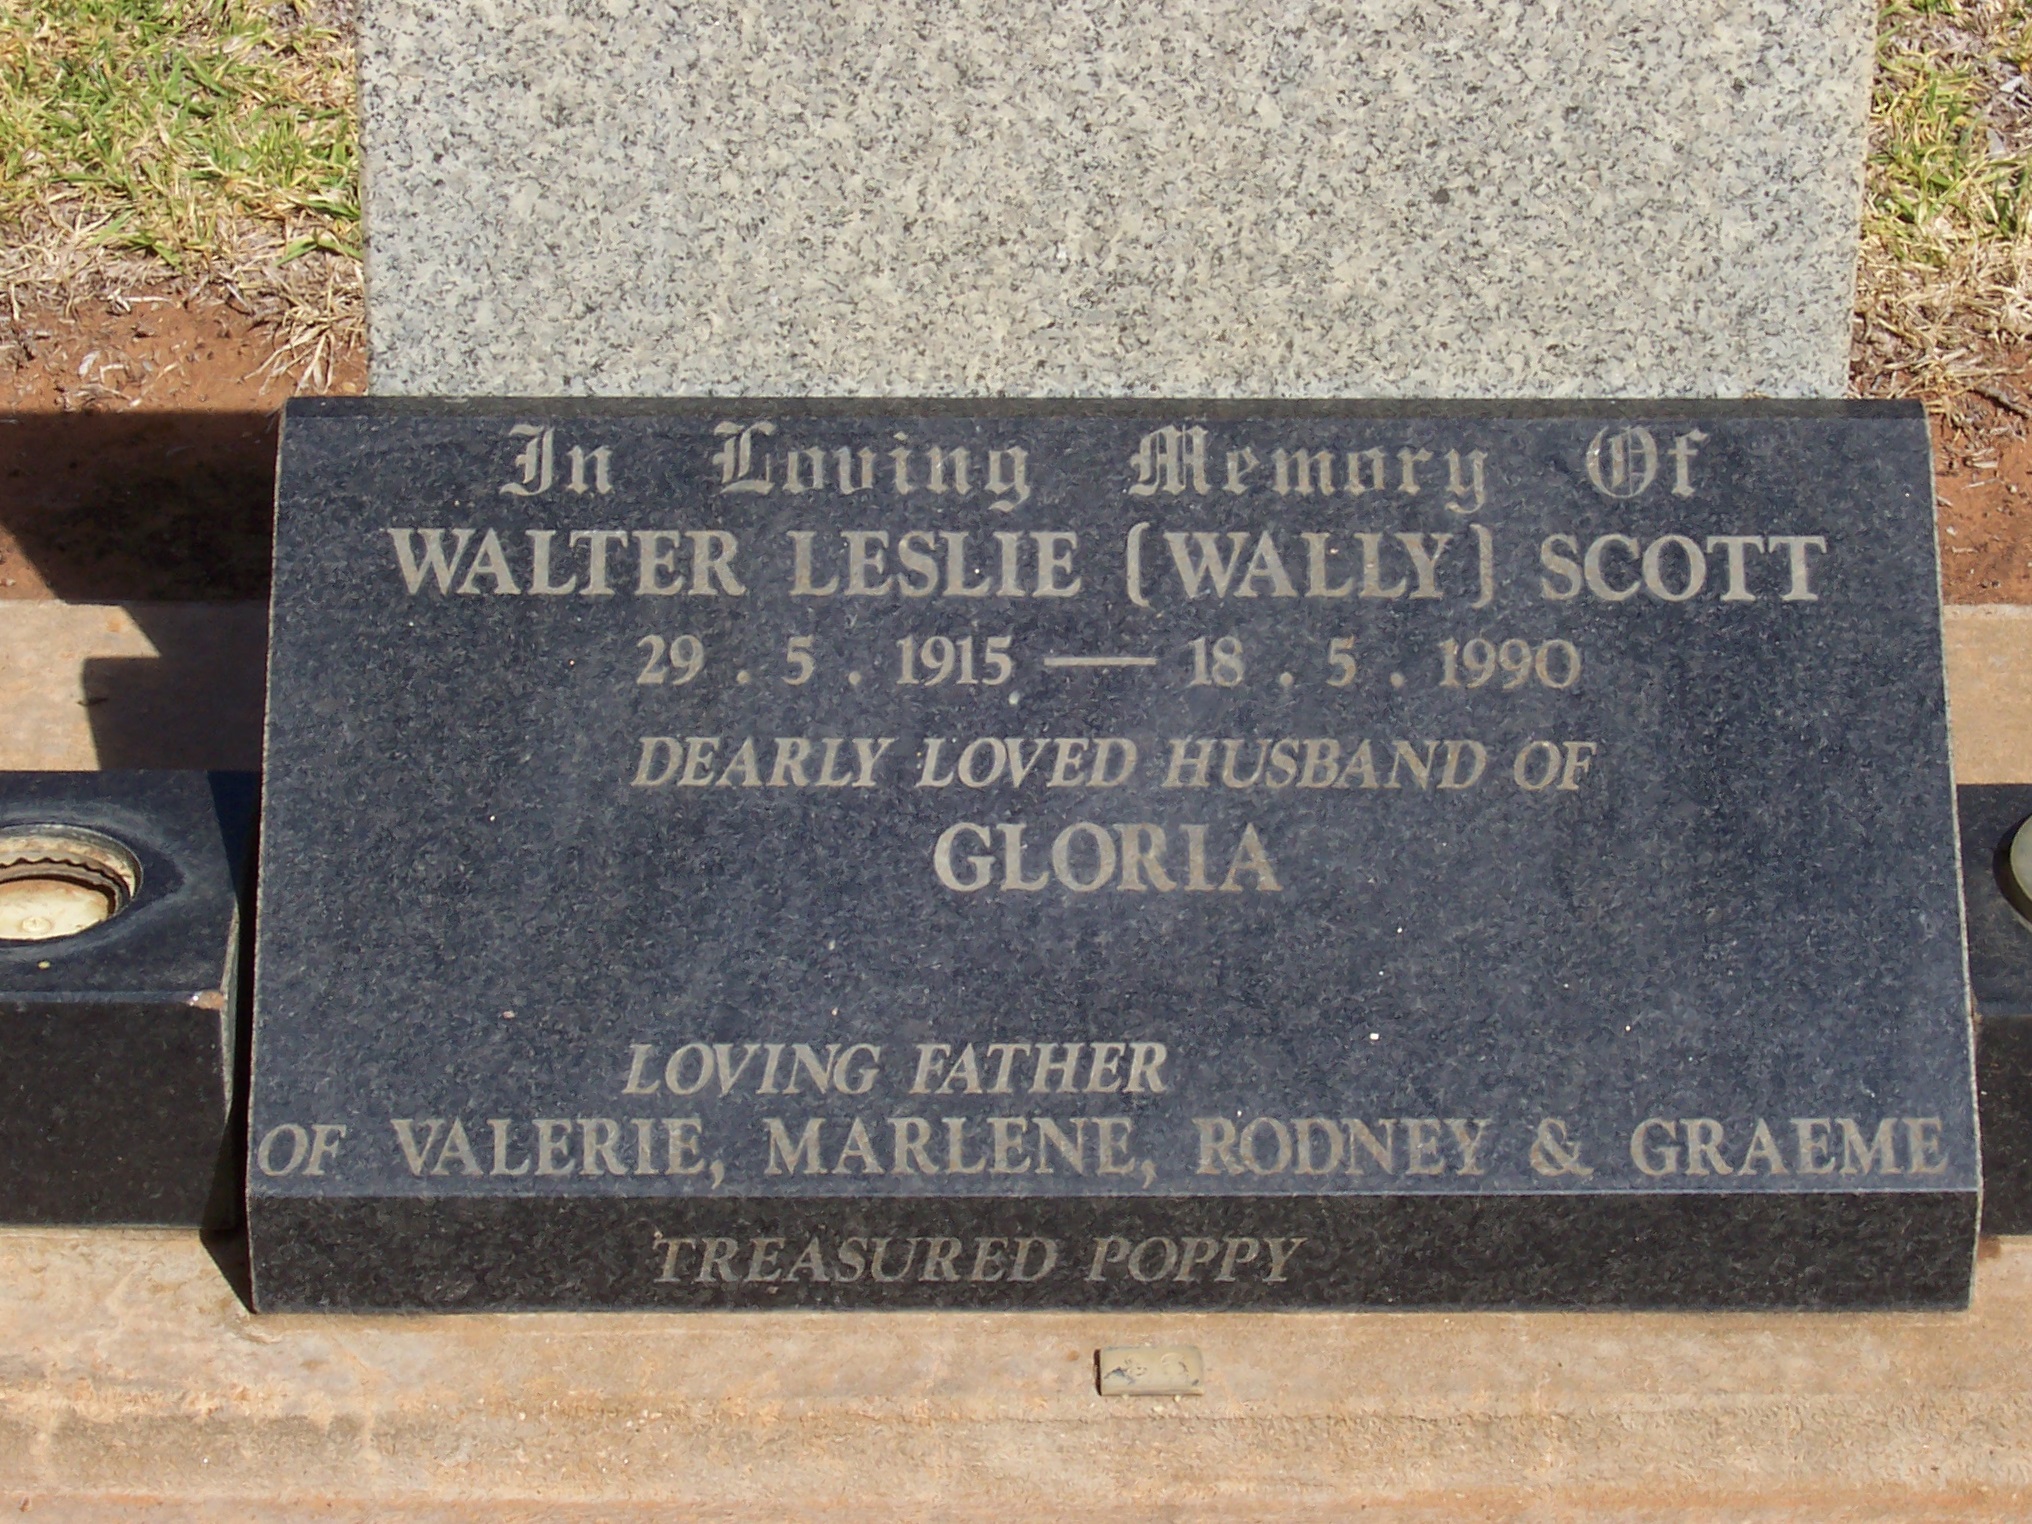 In Loving Memory Of
WALTER LESLIE (WALLY) SCOTT
29 . 5 . 1915 — 18 . 5 . 1990
DEARLY LOVED HUSBAND OF
GLORIA
LOVING FATHER
OF VALERIE, MARLENE, RODNEY & GRAEME
TREASURED POPPY